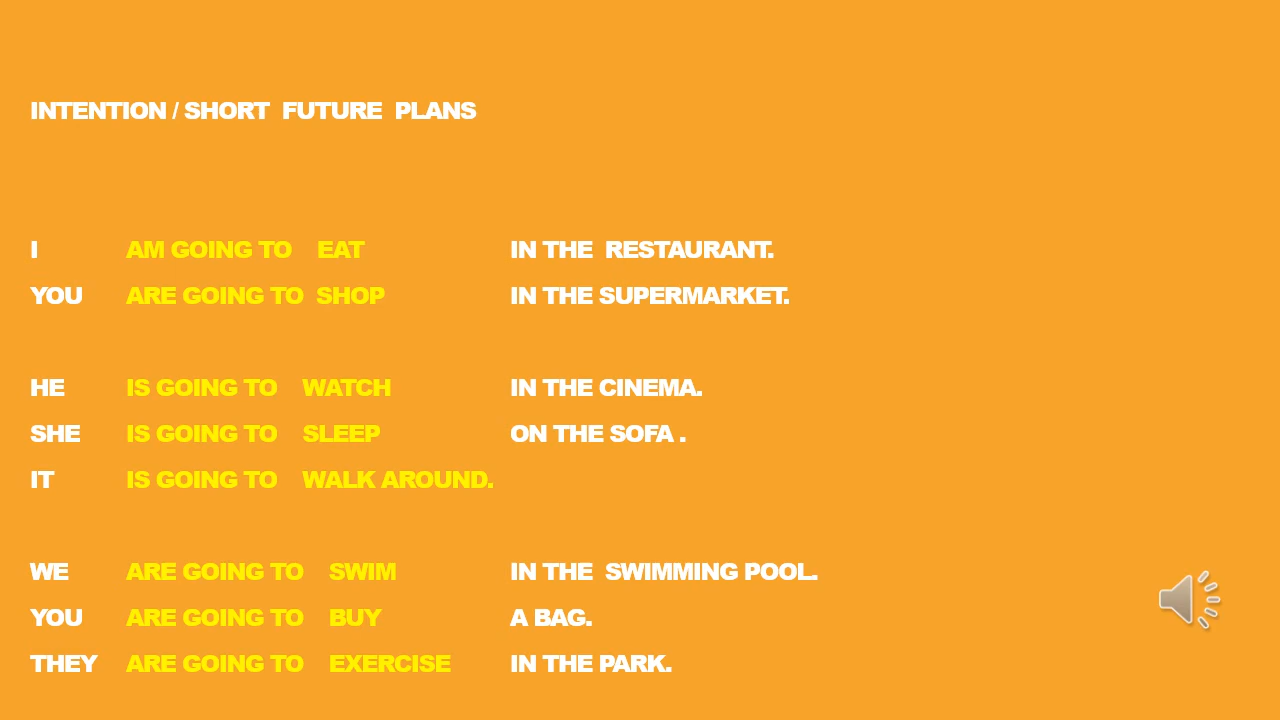 INTENTION / SHORT FUTURE PLANS
I AM GOING TO EAT IN THE RESTAURANT.
YOU ARE GOING TO SHOP IN THE SUPERMARKET.
HE IS GOING TO WATCH IN THE CINEMA.
SHE IS GOING TO SLEEP ON THE SOFA .
IT IS GOING TO WALK AROUND.
WE ARE GOING TO SWIM IN THE SWIMMING POOL.
YOU ARE GOING TO BUY A BAG.
THEY ARE GOING TO EXERCISE IN THE PARK.